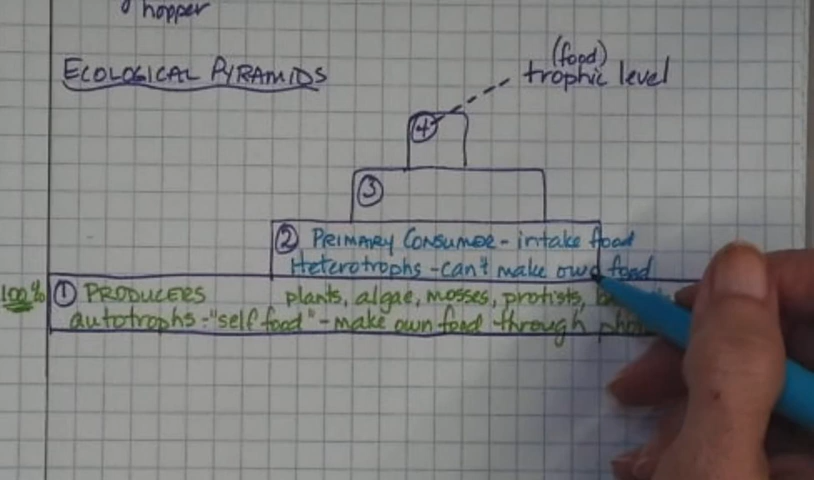 hopper
ECOLOGICAL PYRAMIDS
(food)
trophic level
④
③
② PRIMARY CONSUMER - intake food
Heterotrophs - can't make own food
100% ① PRODUCERS plants, algae, mosses, protists,
autotrophs - "self food" - make own food through